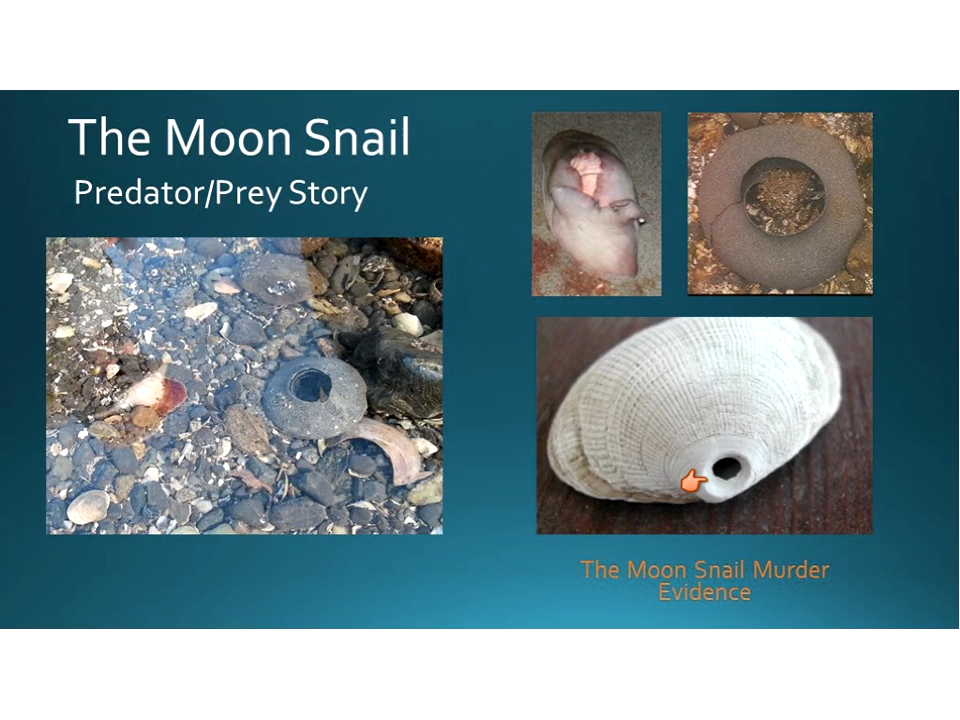 The Moon Snail
Predator/Prey Story
The Moon Snail Murder
Evidence